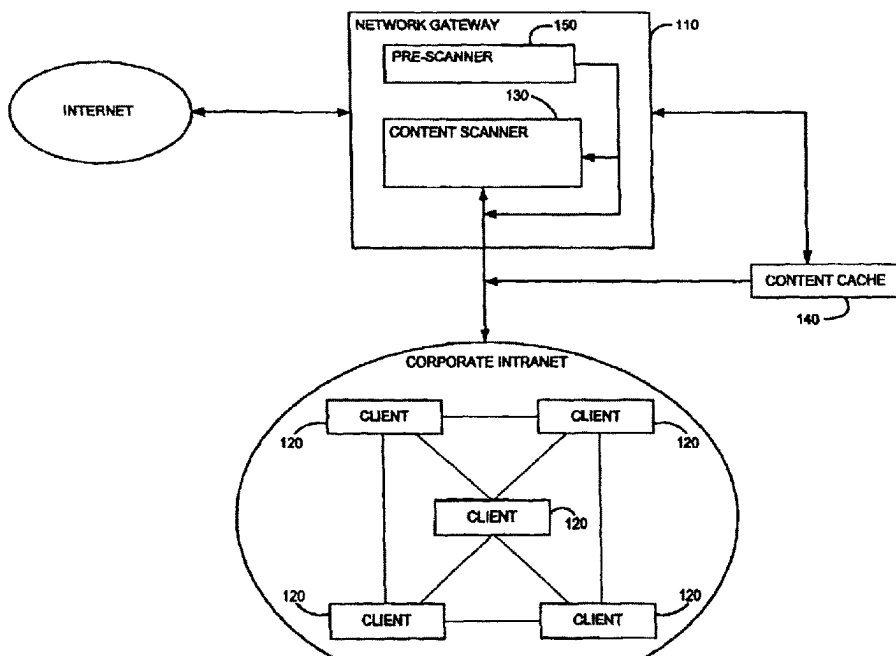 NETWORK GATEWAY
150
110
PRE-SCANNER
130
INTERNET
CONTENT SCANNER
CONTENT CACHE
140
CORPORATE INTRANET
CLIENT
CLIENT
120
120
CLIENT
120
120
120
CLIENT
CLIENT